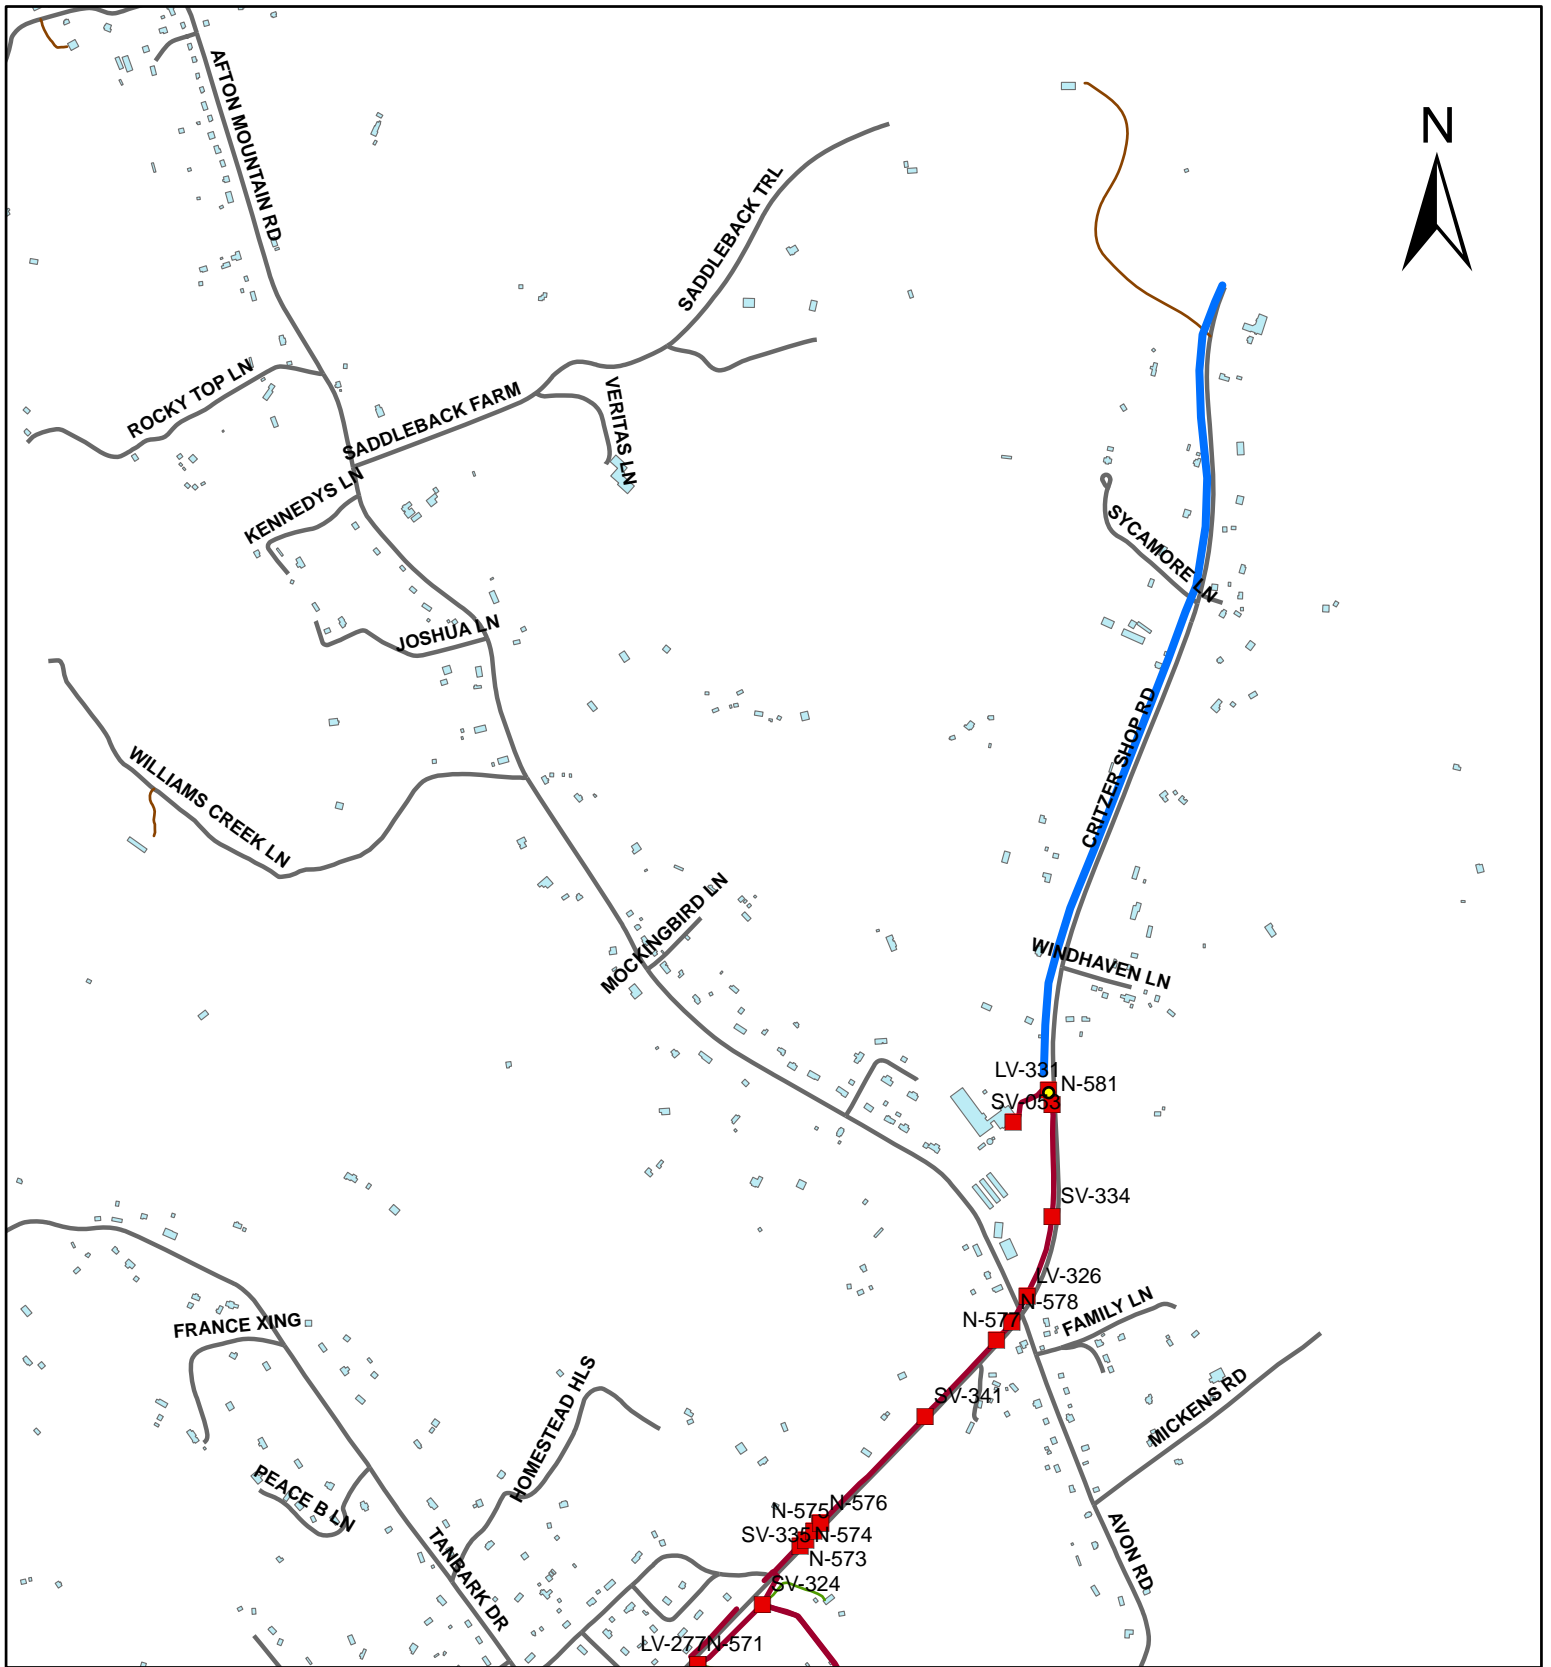 AFTON MOUNTAIN RD
N
SADDLEBACK TRL
ROCKY TOP LN
SADDLEBACK FARM
VERITAS LN
KENNEDYS LN
SYCAMORE LN
JOSHUA LN
CRITZER SHOP RD
WILLIAMS CREEK LN
MOCKINGBIRD LN
WINDHAVEN LN
LV-331
N-581
SV-053
SV-334
LV-326
N-578
FAMILY LN
N-577
FRANCE XING
SV-341
MICKENS RD
HOMESTEAD HLS
PEACE B LN
N-575
N-576
SV-335
N-574
N-573
TANBARK DR
AVON RD
SV-324
LV-277
N-571